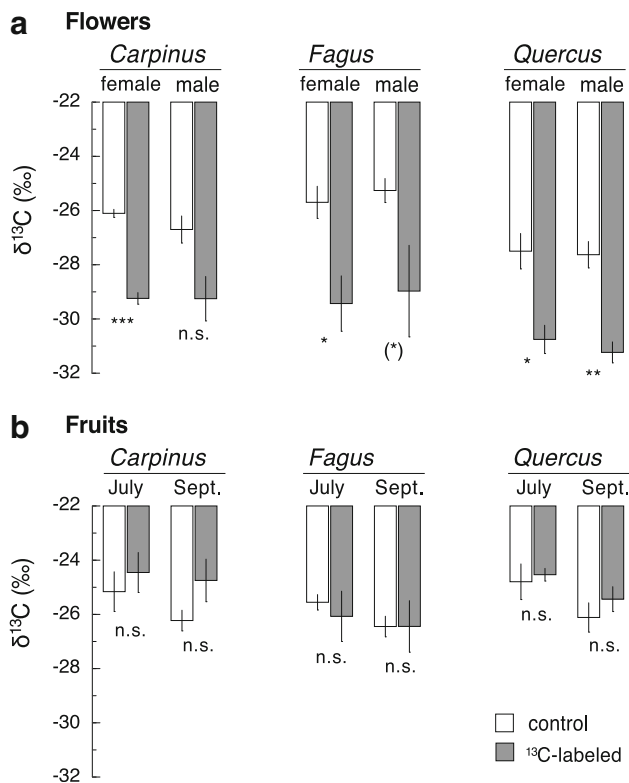 a Flowers
Carpinus Fagus Quercus
female male female male female male
-22
-24
-26
-28
-30
-32
δ13C (‰)
*** n.s. * (*) * **
b Fruits
Carpinus Fagus Quercus
July Sept. July Sept. July Sept.
-22
-24
-26
-28
-30
-32
δ13C (‰)
n.s. n.s. n.s. n.s. n.s. n.s.
control
13C-labeled